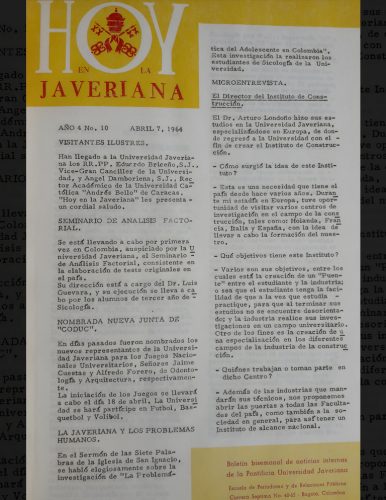 HOY
EN LA
JAVERIANA
AÑO 4 No. 10 ABRIL 7, 1964
VISITANTES ILUSTRES.
Han llegado a la Universidad Javeria-
na los RR.PP. Eduardo Briceño,S.J.,
Vice-Gran Canciller de la Universi-
dad, y Angel Damboriena, S.J., Rec-
tor Académico de la Universidad Ca-
tólica "Andrés Bello" de Caracas.
"Hoy en la Javeriana" les presenta -
un cordial saludo.
SEMINARIO DE ANALISIS FACTO-
RIAL.
Se está llevando a cabo por primera
vez en Colombia, auspiciado por la U
niversidad Javeriana, el Seminario -
de Análisis Factorial, consistente en
la elaboración de tests originales en
el país.
Su dirección está a cargo del Dr. Luis
Guevara, y su ejecución se lleva a ca-
bo por los alumnos de tercer año de -
Sicología.
NOMBRADA NUEVA JUNTA DE
"CODUC".
En días pasados fueron nombrados los
nuevos representantes de la Universi-
dad Javeriana para los Juegos Nacio-
nales Universitarios, Señores Jaime
Cuestas y Alfredo Forero, de Odonto-
logía y Arquitectura, respectivamen-
te.
La iniciación de los Juegos se llevará
a cabo el día 18 de abril. La Universi
dad se hará partícipe en Futbol, Bas-
quetbol y Volibol.
LA JAVERIANA Y LOS PROBLEMAS
HUMANOS.
En el Sermón de las Siete Pala-
bras de la Iglesia de San Ignacio,
se habló elogiosamente sobre la
investigación de "La Problemá-
tica del Adolescente en Colombia".
Esta investigación la realizaron los
estudiantes de Sicología de la Uni-
versidad.
MICROENTREVISTA.
El Director del Instituto de Cons-
trucción.
El Dr. Arturo Londoño hizo sus es-
tudios en la Universidad Javeriana,
especializándose en Europa, de don-
de regresó a la Universidad con el -
fín de crear el Instituto de Construc-
ción.
- Cómo surgió la idea de este Insti-
tuto?
- Esta es una necesidad que tiene el
país desde hace varios años. Duran
te mi estadía en Europa, tuve opor-
tunidad de visitar varios centros de
investigación en el campo de la cons
trucción, tales como: Holanda, Fran
cia, Italia y España, con la idea de
llevar a cabo la formación del nues-
tro.
- Qué objetivos tiene este Instituto?
- Varios son sus objetivos, entre los
cuales está la creación de un "Puen-
te" entre el estudiante y la industria;
o sea que el estudiante tenga la faci-
lidad de que a la vez que estudia -
practique, para que al terminar sus
estudios no se encuentre desorienta-
do; y la industria realice sus inves-
tigaciones en un campo universitario.
Otro de los fines es la creación de u
na especialización en los diferentes
campos de la industria de la construc
ción.
- Quiénes trabajan o toman parte en
dicho Centro?
- Además de las industrias que man-
darán sus técnicos, nos proponemos
abrir las puertas a todas las Faculta-
des del país, como también a la so-
ciedad en general, para así tener un
Instituto de alcance nacional.
Boletín bisemanal de noticias internas
de la Pontificia Universidad Javeriana
Escuela de Periodismo y de Relaciones Públicas
Carrera Séptima No. 40-62 - Bogotá, Colombia